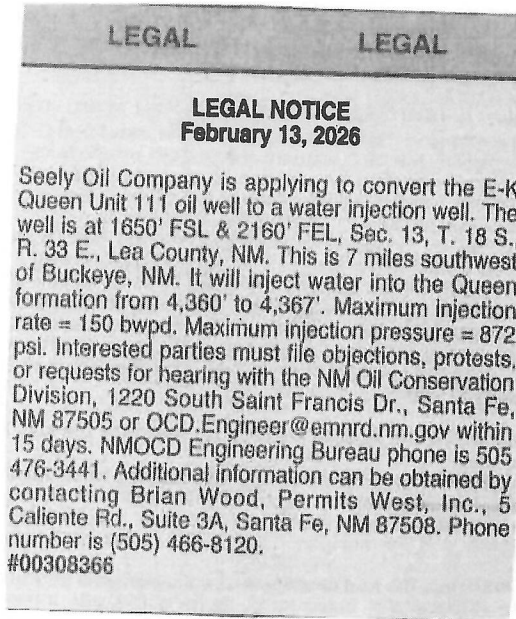 LEGAL LEGAL
LEGAL NOTICE
February 13, 2026
Seely Oil Company is applying to convert the E-K
Queen Unit 111 oil well to a water injection well. The
well is at 1650' FSL & 2160' FEL, Sec. 13, T. 18 S.,
R. 33 E., Lea County, NM. This is 7 miles southwest
of Buckeye, NM. It will inject water into the Queen
formation from 4,360' to 4,367'. Maximum injection
rate = 150 bwpd. Maximum injection pressure = 872
psi. Interested parties must file objections, protests,
or requests for hearing with the NM Oil Conservation
Division, 1220 South Saint Francis Dr., Santa Fe,
NM 87505 or OCD.Engineer@emnrd.nm.gov within
15 days. NMOCD Engineering Bureau phone is 505
476-3441. Additional information can be obtained by
contacting Brian Wood, Permits West, Inc., 5
Caliente Rd., Suite 3A, Santa Fe, NM 87508. Phone
number is (505) 466-8120.
#00308366